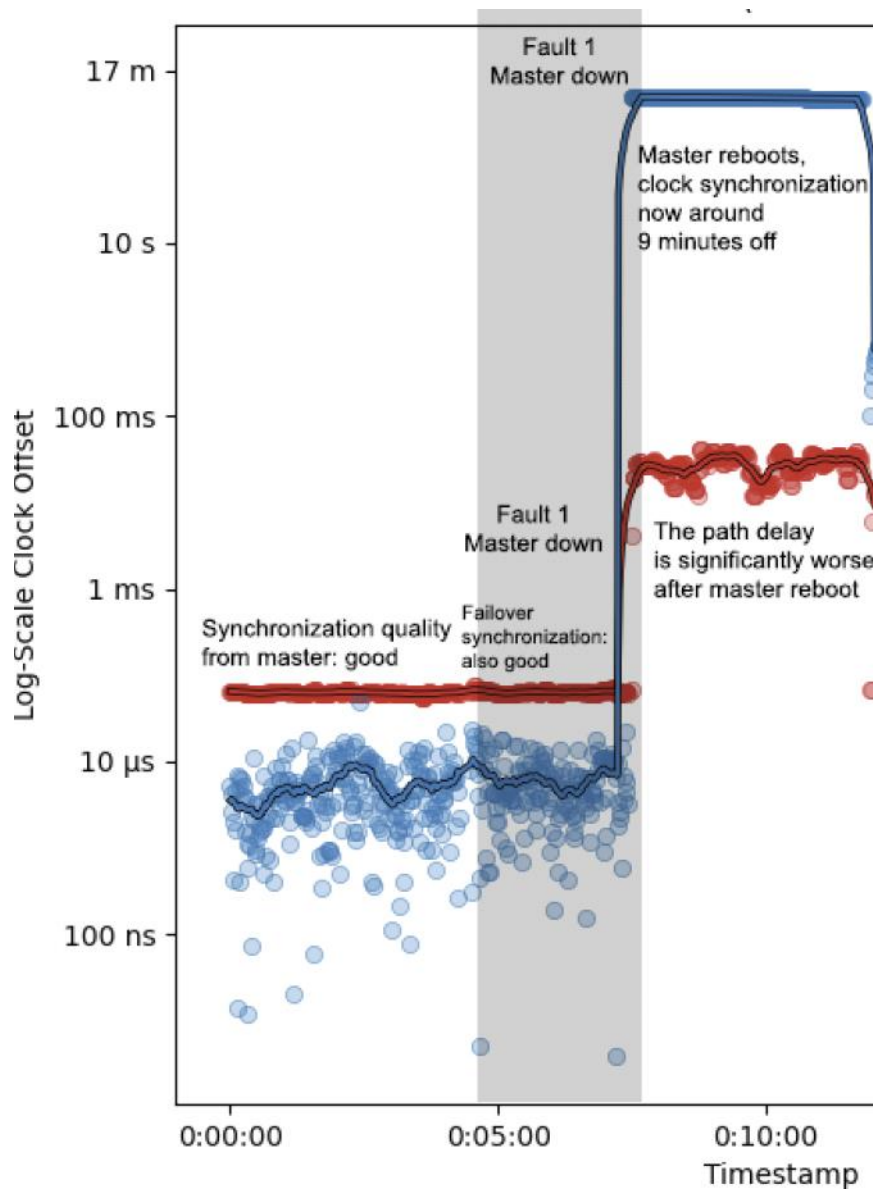 Fault 1
Master down
17 m
Master reboots,
clock synchronization
now around
9 minutes off
10 s
100 ms
Fault 1
Master down
The path delay
is significantly worse
after master reboot
1 ms
Failover
synchronization:
also good
Synchronization quality
from master: good
Log-Scale Clock Offset
10 µs
100 ns
0:00:00
0:05:00
0:10:00
Timestamp